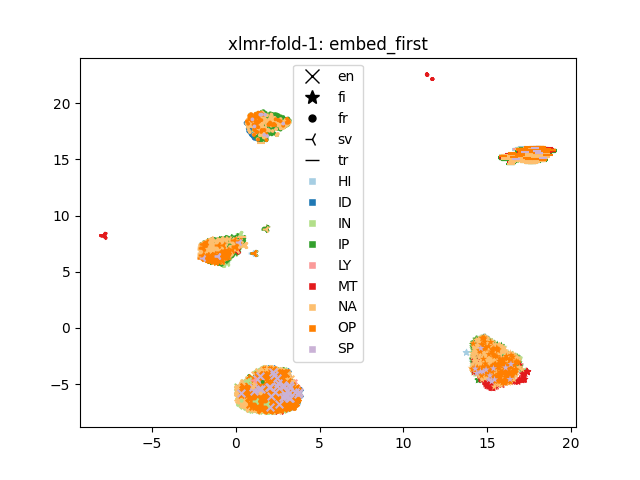 xlmr-fold-1: embed_first
en
fi
fr
sv
tr
HI
ID
IN
IP
LY
MT
NA
OP
SP
20
15
10
5
0
−5
−5
0
5
10
15
20